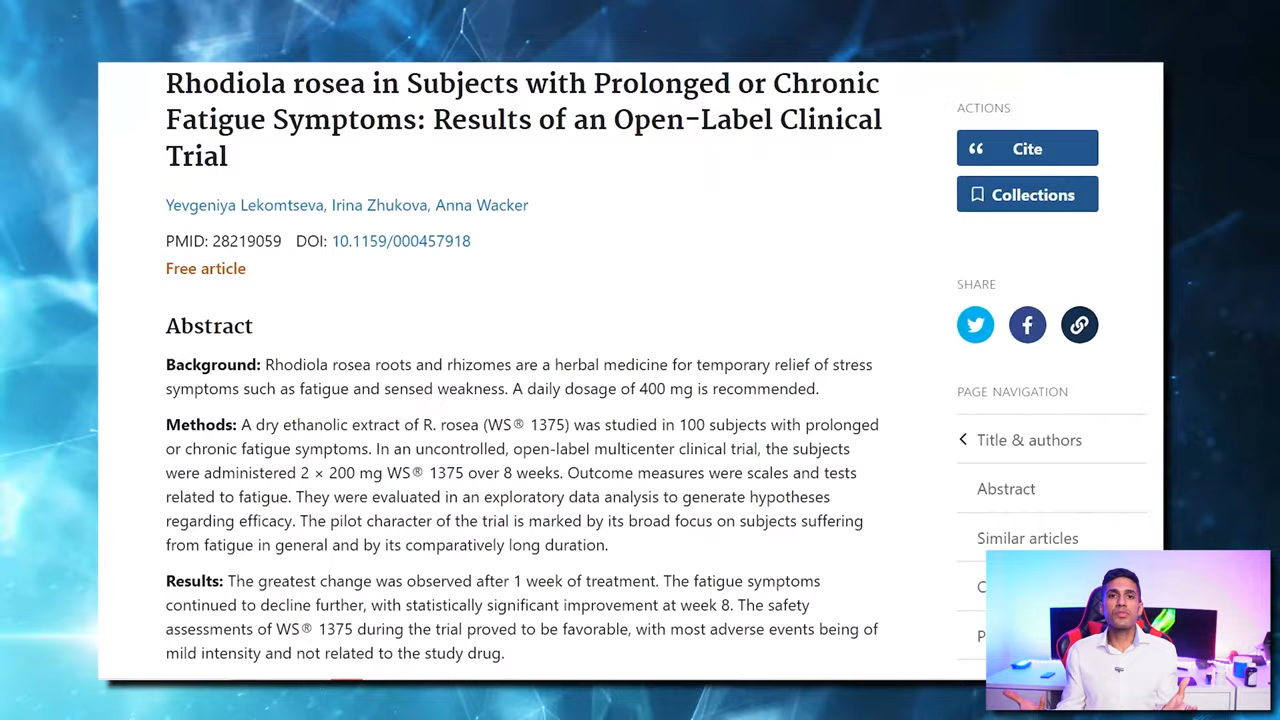 Rhodiola rosea in Subjects with Prolonged or Chronic
Fatigue Symptoms: Results of an Open-Label Clinical
Trial
Yevgeniya Lekomtseva, Irina Zhukova, Anna Wacker
PMID: 28219059 DOI: 10.1159/000457918
Free article
Abstract
Background: Rhodiola rosea roots and rhizomes are a herbal medicine for temporary relief of stress
symptoms such as fatigue and sensed weakness. A daily dosage of 400 mg is recommended.
Methods: A dry ethanolic extract of R. rosea (WS® 1375) was studied in 100 subjects with prolonged
or chronic fatigue symptoms. In an uncontrolled, open-label multicenter clinical trial, the subjects
were administered 2 × 200 mg WS® 1375 over 8 weeks. Outcome measures were scales and tests
related to fatigue. They were evaluated in an exploratory data analysis to generate hypotheses
regarding efficacy. The pilot character of the trial is marked by its broad focus on subjects suffering
from fatigue in general and by its comparatively long duration.
Results: The greatest change was observed after 1 week of treatment. The fatigue symptoms
continued to decline further, with statistically significant improvement at week 8. The safety
assessments of WS® 1375 during the trial proved to be favorable, with most adverse events being of
mild intensity and not related to the study drug.
ACTIONS
Cite
Collections
SHARE
PAGE NAVIGATION
Title & authors
Abstract
Similar articles
C
P